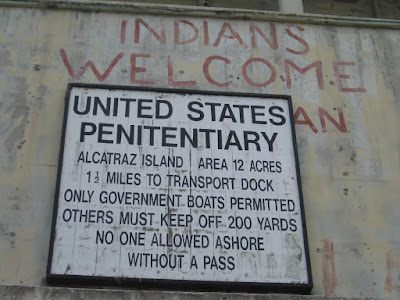 INDIANS
WELCOME
AN
UNITED STATES
PENITENTIARY
ALCATRAZ ISLAND AREA 12 ACRES
1½ MILES TO TRANSPORT DOCK
ONLY GOVERNMENT BOATS PERMITTED
OTHERS MUST KEEP OFF 200 YARDS
NO ONE ALLOWED ASHORE
WITHOUT A PASS